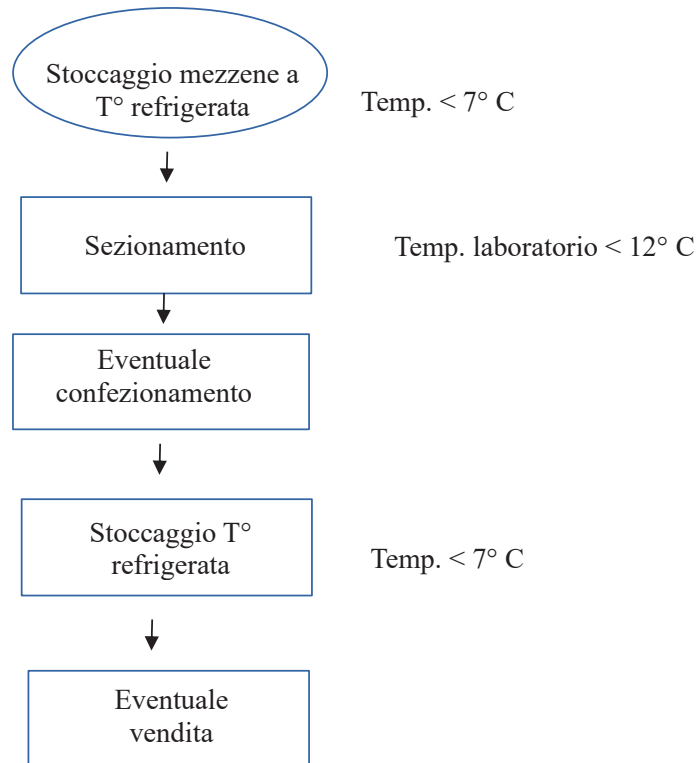 Stoccaggio mezzene a
T° refrigerata
Temp. < 7° C
Sezionamento
Temp. laboratorio < 12° C
Eventuale
confezionamento
Stoccaggio T°
refrigerata
Temp. < 7° C
Eventuale
vendita